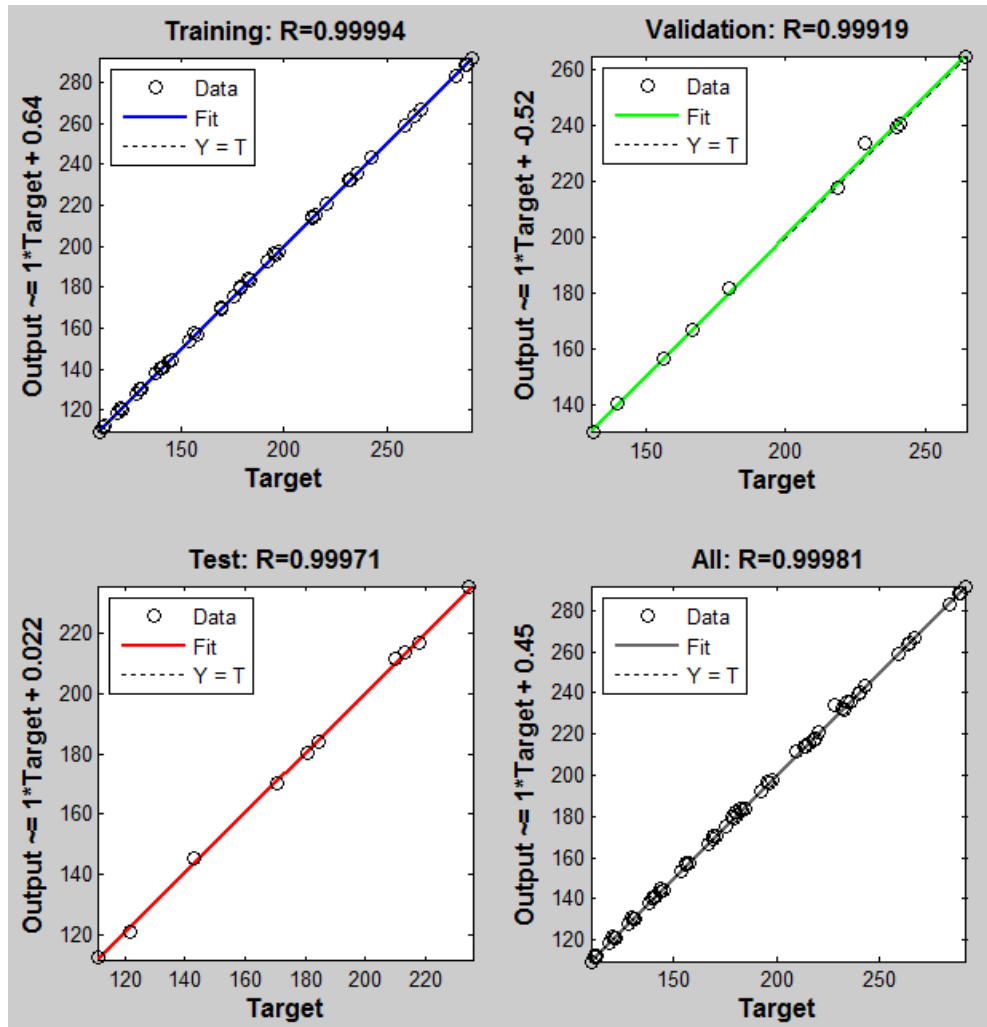 Training: R=0.99994
Output ~= 1*Target + 0.64
Data
Fit
Y = T
280
260
240
220
200
180
160
140
120
150
200
250
Target
Validation: R=0.99919
Output ~= 1*Target + -0.52
Data
Fit
Y = T
260
240
220
200
180
160
140
150
200
250
Target
Test: R=0.99971
Output ~= 1*Target + 0.022
Data
Fit
Y = T
220
200
180
160
140
120
120
140
160
180
200
220
Target
All: R=0.99981
Output ~= 1*Target + 0.45
Data
Fit
Y = T
280
260
240
220
200
180
160
140
120
150
200
250
Target